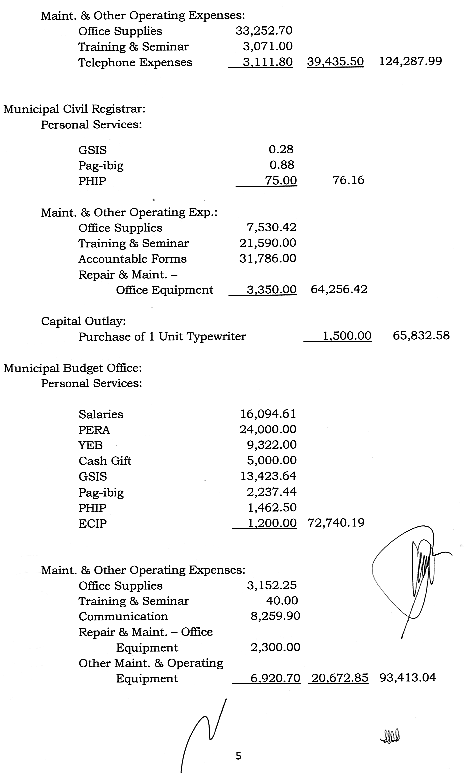 Maint. & Other Operating Expenses:
Office Supplies 33,252.70
Training & Seminar 3,071.00
Telephone Expenses 3,111.80 39,435.50 124,287.99
Municipal Civil Registrar:
Personal Services:
GSIS 0.28
Pag-ibig 0.88
PHIP 75.00 76.16
Maint. & Other Operating Exp.:
Office Supplies 7,530.42
Training & Seminar 21,590.00
Accountable Forms 31,786.00
Repair & Maint. –
Office Equipment 3,350.00 64,256.42
Capital Outlay:
Purchase of 1 Unit Typewriter 1,500.00 65,832.58
Municipal Budget Office:
Personal Services:
Salaries 16,094.61
PERA 24,000.00
YEB 9,322.00
Cash Gift 5,000.00
GSIS 13,423.64
Pag-ibig 2,237.44
PHIP 1,462.50
ECIP 1,200.00 72,740.19
Maint. & Other Operating Expenses:
Office Supplies 3,152.25
Training & Seminar 40.00
Communication 8,259.90
Repair & Maint. – Office
Equipment 2,300.00
Other Maint. & Operating
Equipment 6,920.70 20,672.85 93,413.04
5